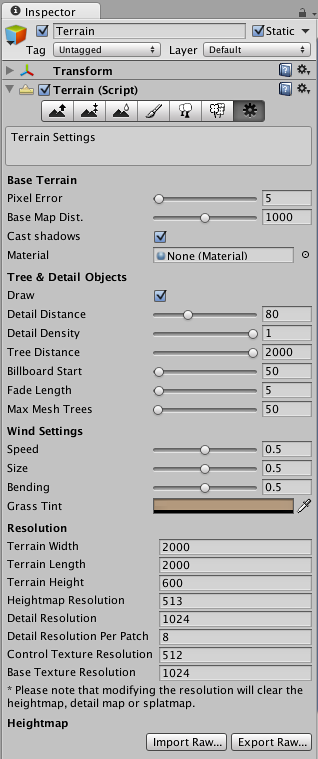 Inspector
Terrain Static
Tag Untagged Layer Default
Transform
Terrain (Script)
Terrain Settings
Base Terrain
Pixel Error 5
Base Map Dist. 1000
Cast shadows
Material None (Material)
Tree & Detail Objects
Draw
Detail Distance 80
Detail Density 1
Tree Distance 2000
Billboard Start 50
Fade Length 5
Max Mesh Trees 50
Wind Settings
Speed 0.5
Size 0.5
Bending 0.5
Grass Tint
Resolution
Terrain Width 2000
Terrain Length 2000
Terrain Height 600
Heightmap Resolution 513
Detail Resolution 1024
Detail Resolution Per Patch 8
Control Texture Resolution 512
Base Texture Resolution 1024
* Please note that modifying the resolution will clear the
heightmap, detail map or splatmap.
Heightmap
Import Raw... Export Raw...